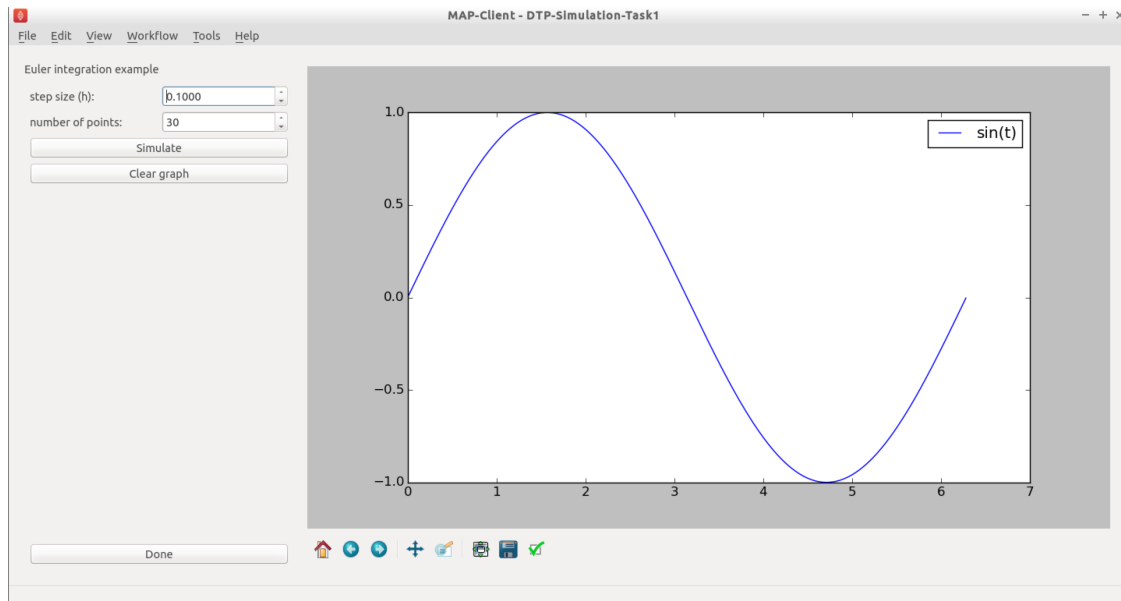 MAP-Client - DTP-Simulation-Task1
File Edit View Workflow Tools Help
Euler integration example
step size (h): 0.1000
number of points: 30
Simulate
Clear graph
Done
sin(t)
1.0
0.5
0.0
−0.5
−1.0
0 1 2 3 4 5 6 7